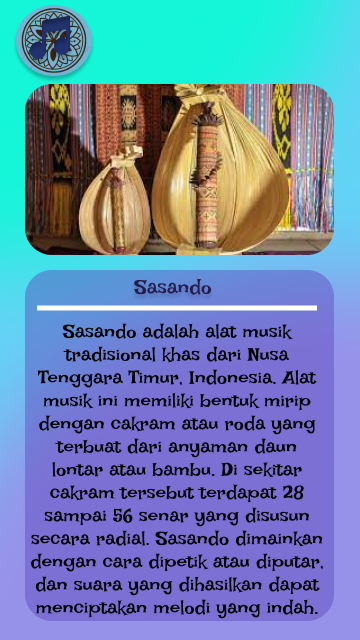 Sasando
Sasando adalah alat musik
tradisional khas dari Nusa
Tenggara Timur, Indonesia. Alat
musik ini memiliki bentuk mirip
dengan cakram atau roda yang
terbuat dari anyaman daun
lontar atau bambu. Di sekitar
cakram tersebut terdapat 28
sampai 56 senar yang disusun
secara radial. Sasando dimainkan
dengan cara dipetik atau diputar,
dan suara yang dihasilkan dapat
menciptakan melodi yang indah.